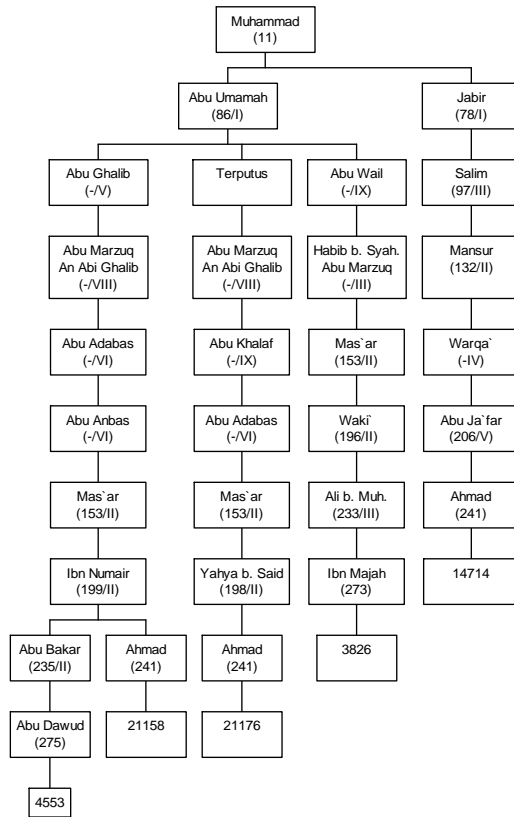 Muhammad
(11)
Abu Umamah
(86/I)
Jabir
(78/I)
Abu Ghalib
(-/V)
Terputus
Abu Wail
(-/IX)
Salim
(97/III)
Abu Marzuq
An Abi Ghalib
(-/VIII)
Abu Marzuq
An Abi Ghalib
(-/VIII)
Habib b. Syah.
Abu Marzuq
(-/III)
Mansur
(132/II)
Abu Adabas
(-/VI)
Abu Khalaf
(-/IX)
Mas`ar
(153/II)
Warqa`
(-IV)
Abu Anbas
(-/VI)
Abu Adabas
(-/VI)
Waki`
(196/II)
Abu Ja`far
(206/V)
Mas`ar
(153/II)
Mas`ar
(153/II)
Ali b. Muh.
(233/III)
Ahmad
(241)
Ibn Numair
(199/II)
Yahya b. Said
(198/II)
Ibn Majah
(273)
14714
Abu Bakar
(235/II)
Ahmad
(241)
Ahmad
(241)
3826
Abu Dawud
(275)
21158
21176
4553